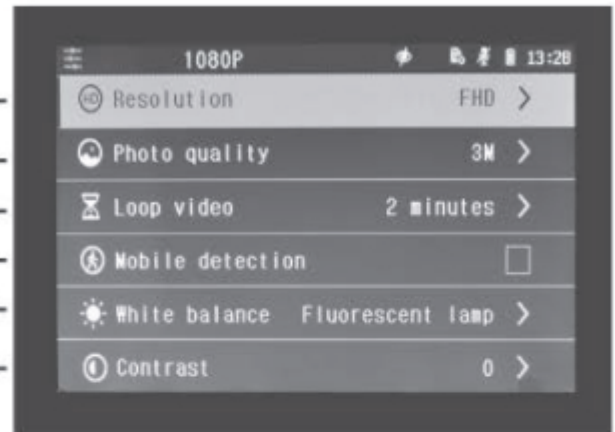 1080P 13:28
HD Resolution FHD
Photo quality 3M
Loop video 2 minutes
Mobile detection
White balance Fluorescent lamp
Contrast 0